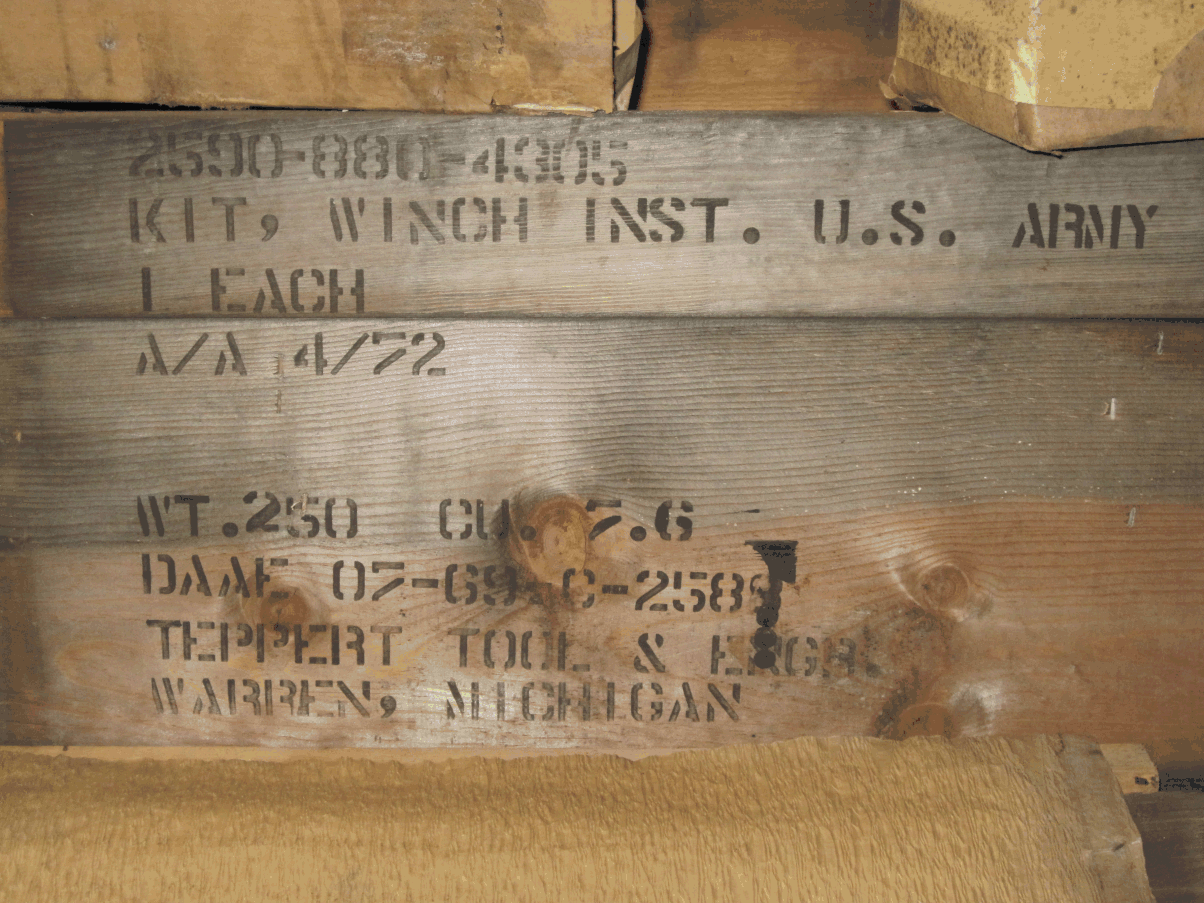 2590-880-4305
KIT, WINCH INST. U.S. ARMY
1 EACH
A/A 4/72
WT.250 CU. 7.6
DAAE 07-69-C-2589
TEPPERT TOOL & ENGR.
WARREN, MICHIGAN